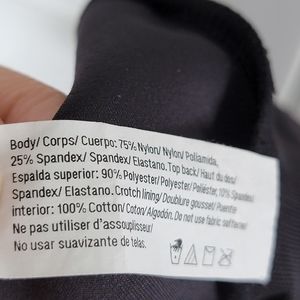 Body/ Corps/ Cuerpo: 75% Nylon/ Nylon/ Poliamida,
25% Spandex/ Spandex/ Elastano. Top back/ Haut du dos/
Espalda superior: 90% Polyester/ Polyester/ Poliéster, 10% Spandex/
Spandex/ Elastano. Crotch lining/ Doublure gousset/ Puente
interior: 100% Cotton/ Coton/ Algodón. Do not use fabric softener/
Ne pas utiliser d'assouplisseur/
No usar suavizante de telas.